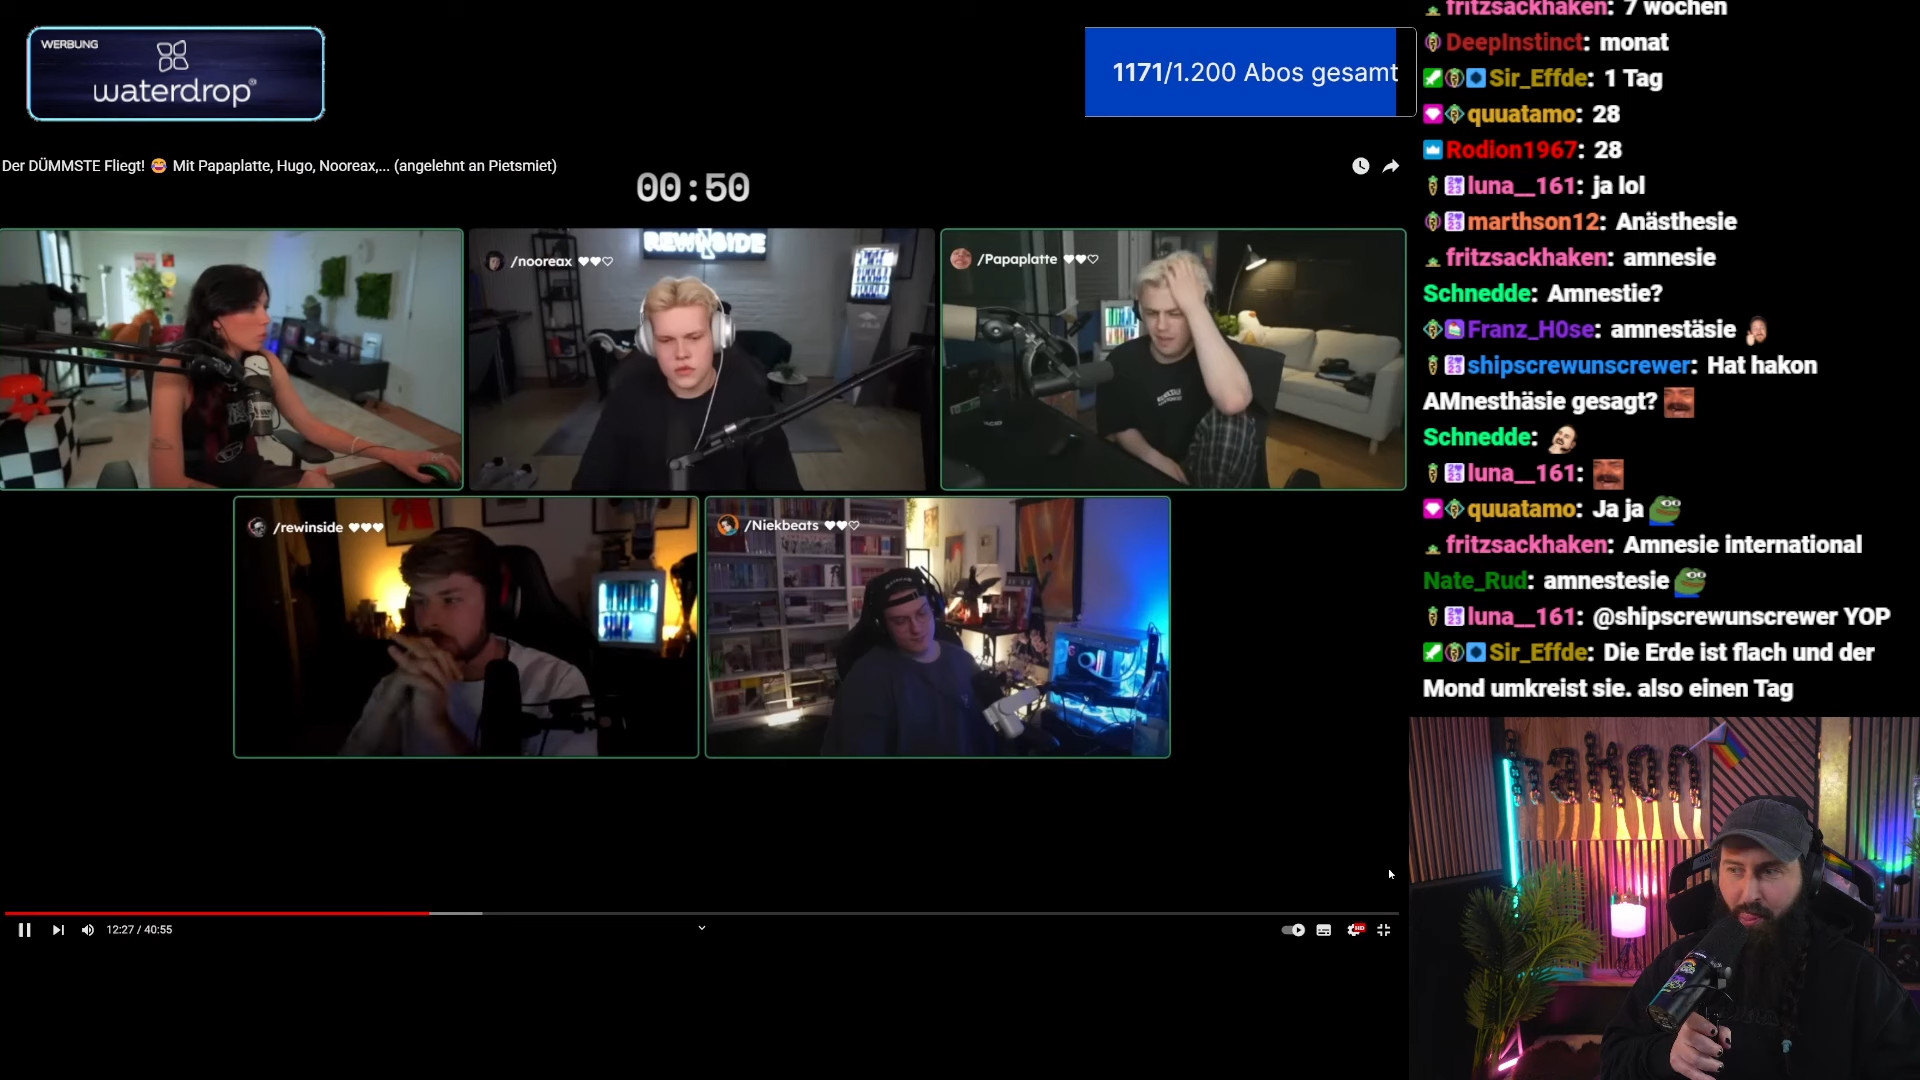 WERBUNG
waterdrop®
1171/1.200 Abos gesamt
Der DÜMMSTE Fliegt! 😂 Mit Papaplatte, Hugo, Nooreax,... (angelehnt an Pietsmiet)
00:50
REWINSIDE
/nooreax ♥♥♡
/Papaplatte ♥♥♡
/rewinside ♥♥♥
/Niekbeats ♥♥♡
12:27 / 40:55
HD
fritzsackhaken: 7 wochen
DeepInstinct: monat
Sir_Effde: 1 Tag
quuatamo: 28
Rodion1967: 28
luna__161: ja lol
marthson12: Anästhesie
fritzsackhaken: amnesie
Schnedde: Amnestie?
Franz_H0se: amnestäsie
shipscrewunscrewer: Hat hakon
AMnesthäsie gesagt?
Schnedde:
luna__161:
quuatamo: Ja ja
fritzsackhaken: Amnesie international
Nate_Rud: amnestesie
luna__161: @shipscrewunscrewer YOP
Sir_Effde: Die Erde ist flach und der
Mond umkreist sie. also einen Tag
hakon